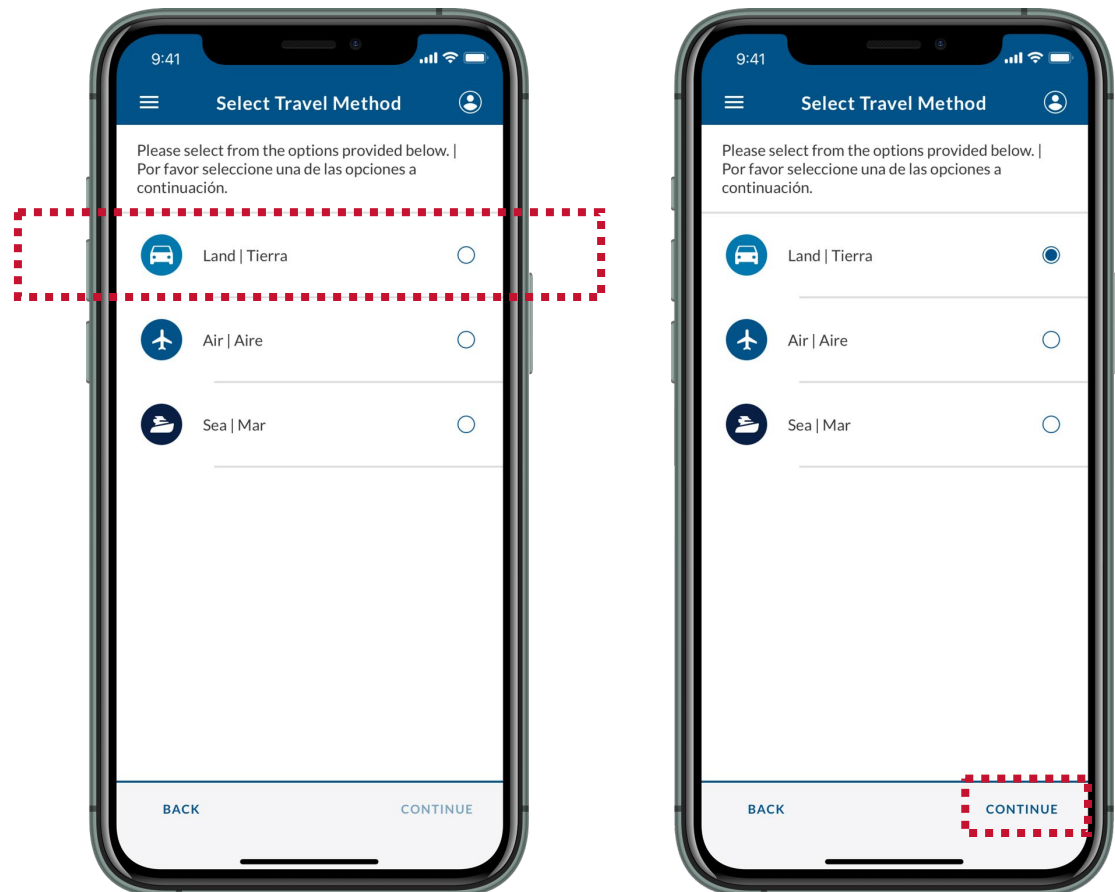 9:41
Select Travel Method
Please select from the options provided below. |
Por favor seleccione una de las opciones a
continuación.
Land | Tierra
Air | Aire
Sea | Mar
BACK
CONTINUE
9:41
Select Travel Method
Please select from the options provided below. |
Por favor seleccione una de las opciones a
continuación.
Land | Tierra
Air | Aire
Sea | Mar
BACK
CONTINUE